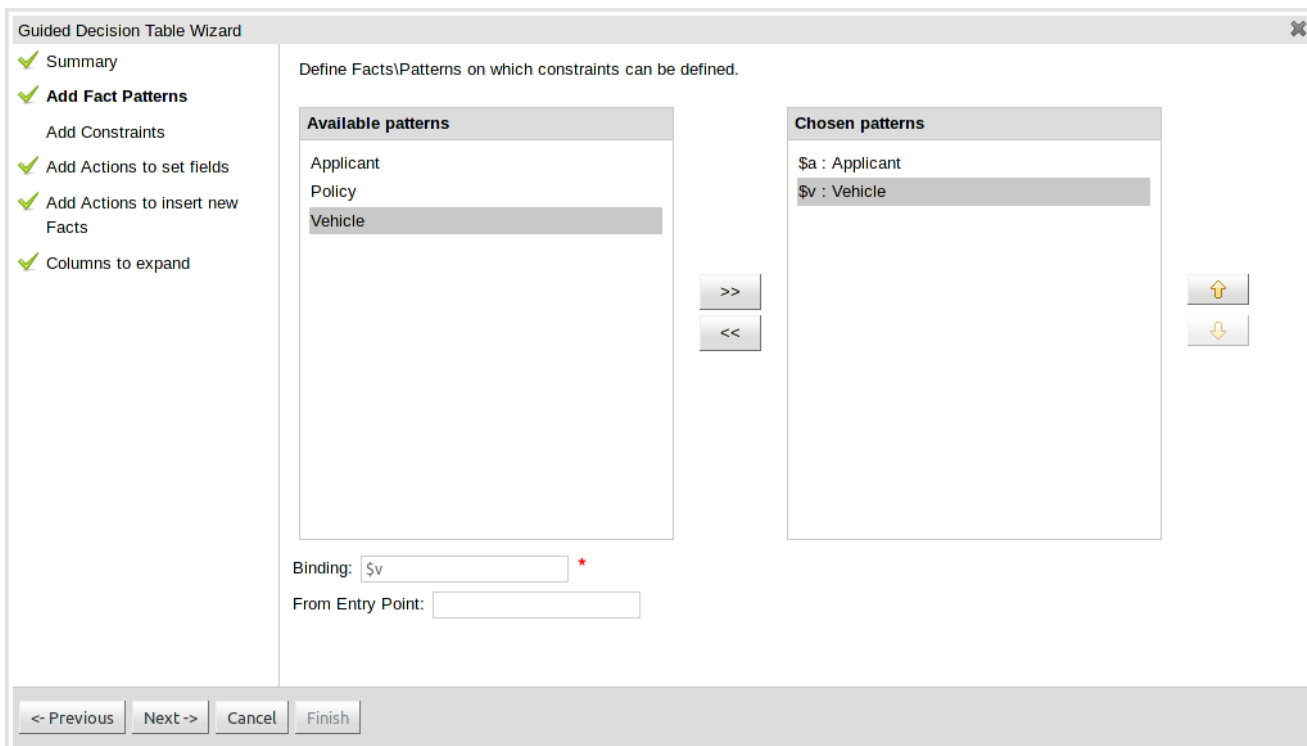 Guided Decision Table Wizard
Summary
Add Fact Patterns
Add Constraints
Add Actions to set fields
Add Actions to insert new
Facts
Columns to expand
Define Facts\Patterns on which constraints can be defined.
Available patterns
Applicant
Policy
Vehicle
>>
<<
Chosen patterns
$a : Applicant
$v : Vehicle
Binding: $v *
From Entry Point:
<- Previous Next -> Cancel Finish